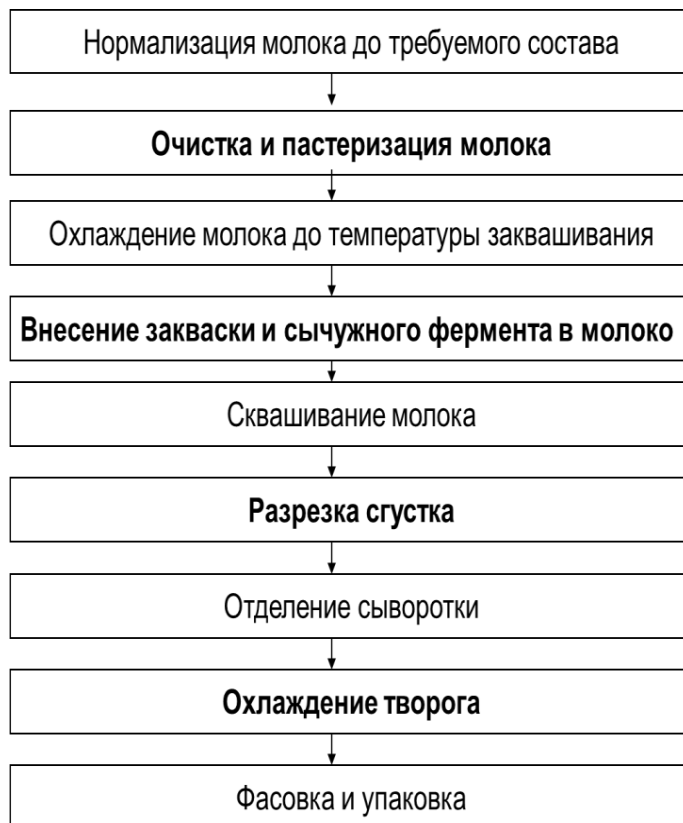 Нормализация молока до требуемого состава
Очистка и пастеризация молока
Охлаждение молока до температуры заквашивания
Внесение закваски и сычужного фермента в молоко
Сквашивание молока
Разрезка сгустка
Отделение сыворотки
Охлаждение творога
Фасовка и упаковка